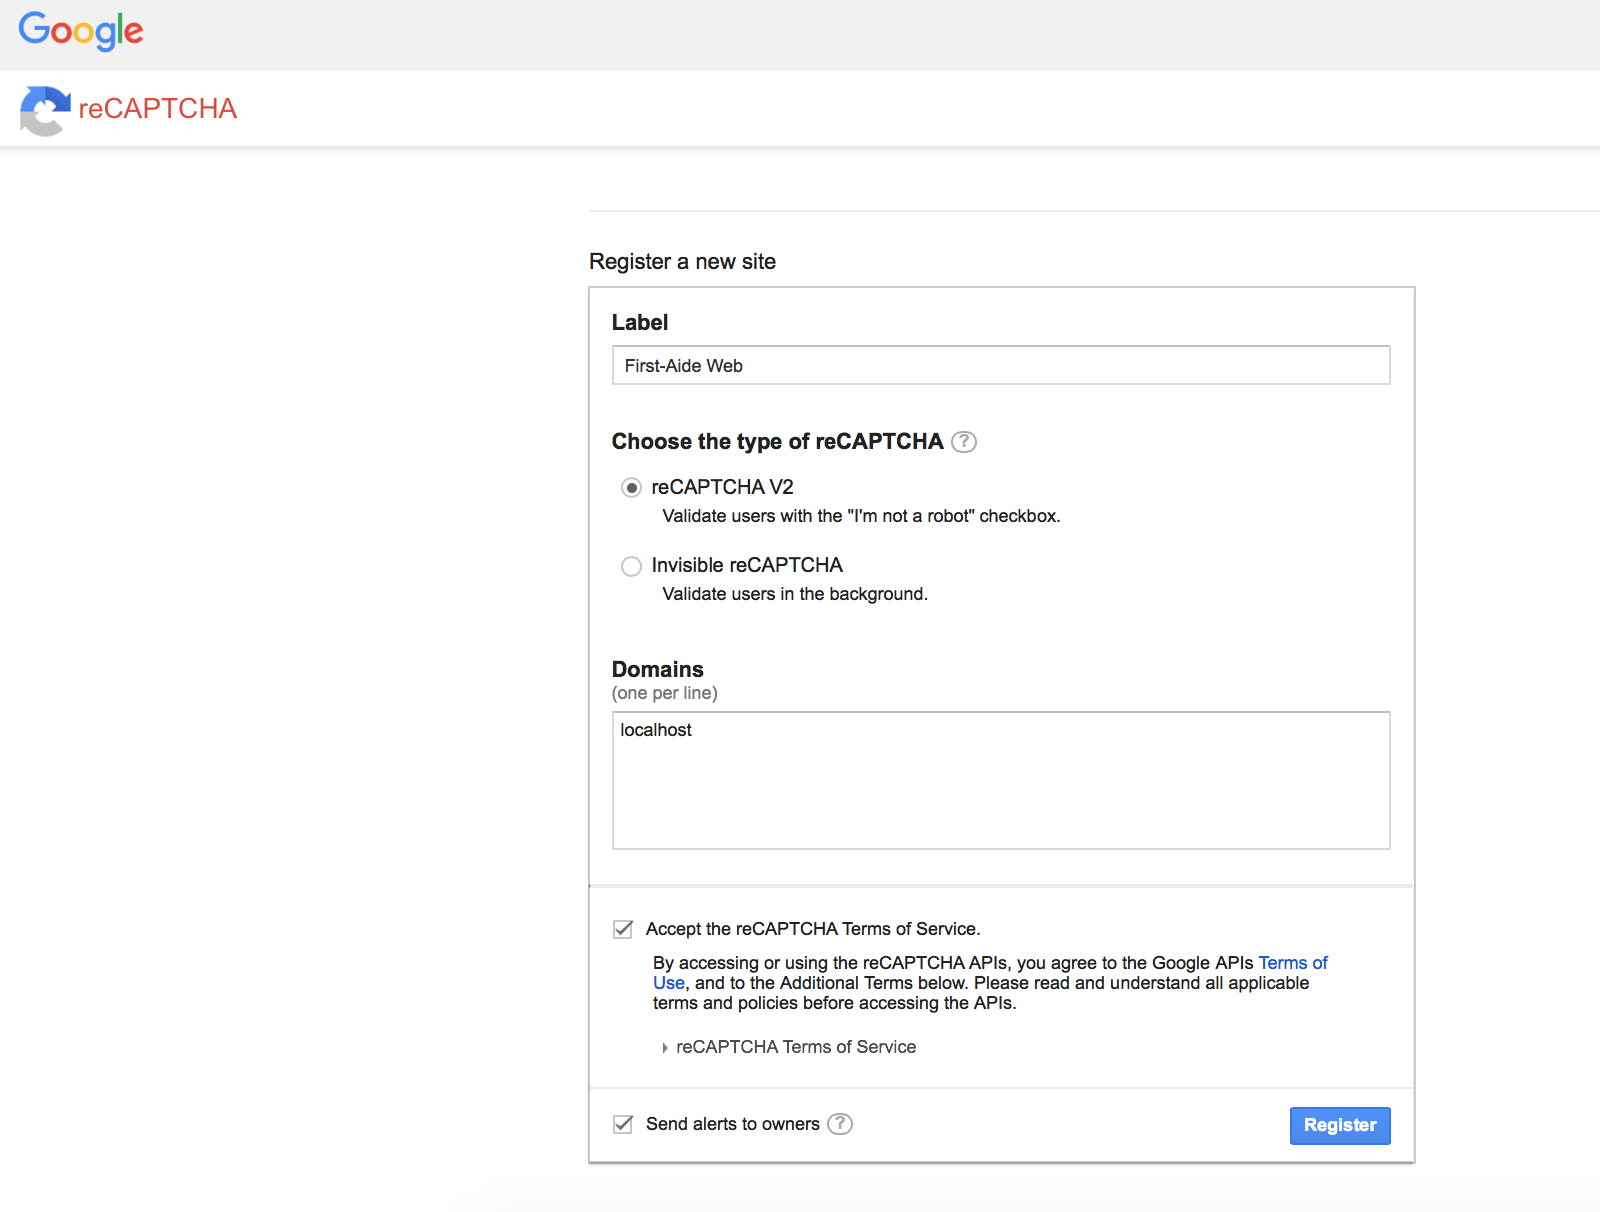 Google
reCAPTCHA
Register a new site
Label
First-Aide Web
Choose the type of reCAPTCHA ?
reCAPTCHA V2
Validate users with the "I'm not a robot" checkbox.
Invisible reCAPTCHA
Validate users in the background.
Domains
(one per line)
localhost
Accept the reCAPTCHA Terms of Service.
By accessing or using the reCAPTCHA APIs, you agree to the Google APIs Terms of
Use, and to the Additional Terms below. Please read and understand all applicable
terms and policies before accessing the APIs.
reCAPTCHA Terms of Service
Send alerts to owners ?
Register